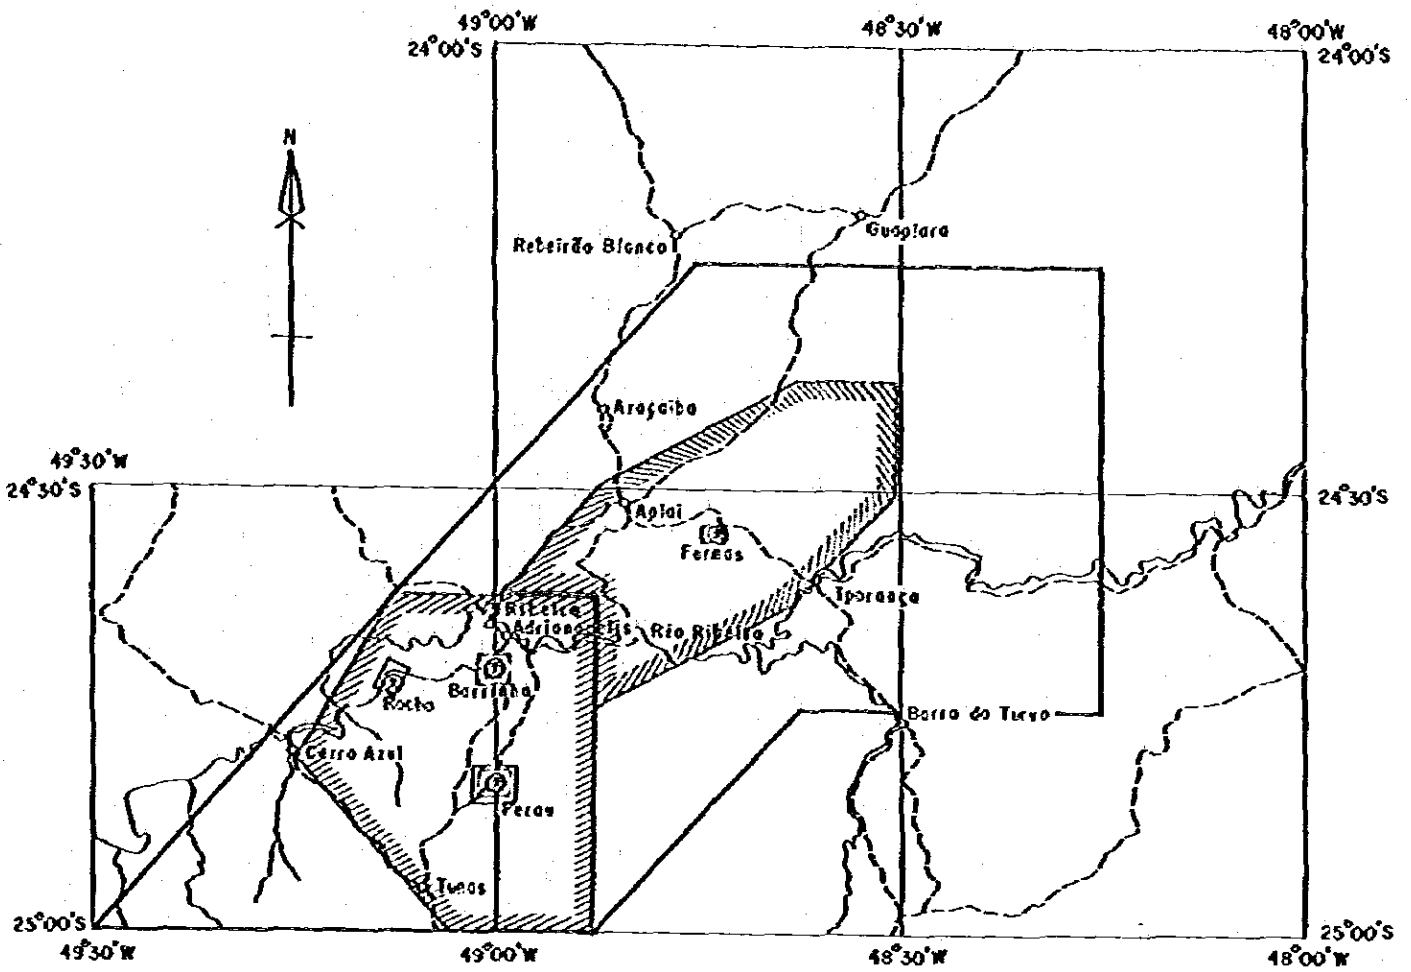 49°00'W
48°30'W
48°00'W
24°00'S
24°00'S
N
Guapiara
Ribeirão Branco
Araçaiba
49°30'W
24°30'S
24°30'S
Apiai
Furnas
Iporanga
Ribeira
Adrianopolis
Rio Ribeira
Barrinha
Rocha
Barra do Turvo
Cerro Azul
Perau
Tunas
25°00'S
25°00'S
49°30'W
49°00'W
48°30'W
48°00'W